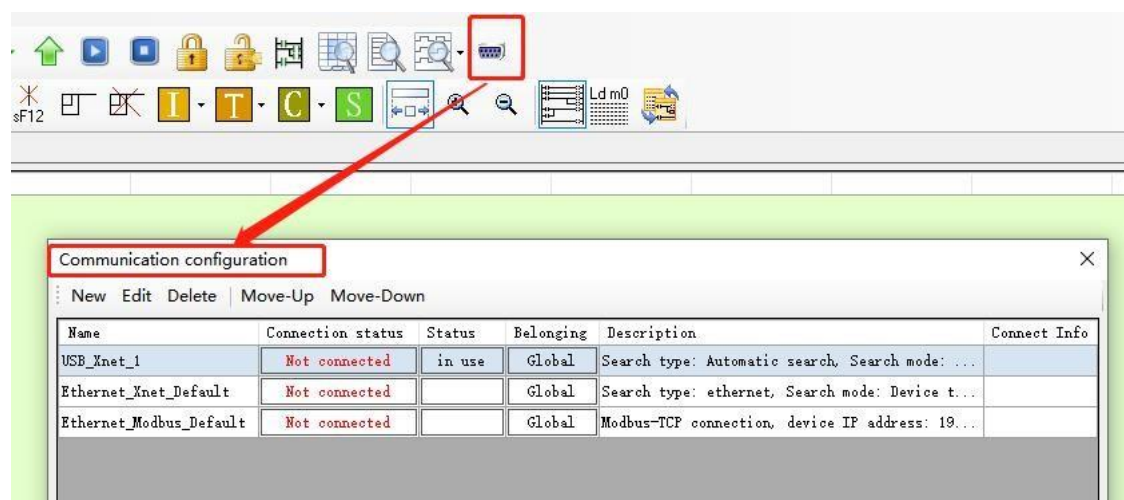 sF12 I T C S Ld m0
Communication configuration
New Edit Delete Move-Up Move-Down
Name Connection status Status Belonging Description Connect Info
USB_Xnet_1 Not connected in use Global Search type: Automatic search, Search mode: ...
Ethernet_Xnet_Default Not connected Global Search type: ethernet, Search mode: Device t...
Ethernet_Modbus_Default Not connected Global Modbus-TCP connection, device IP address: 19...